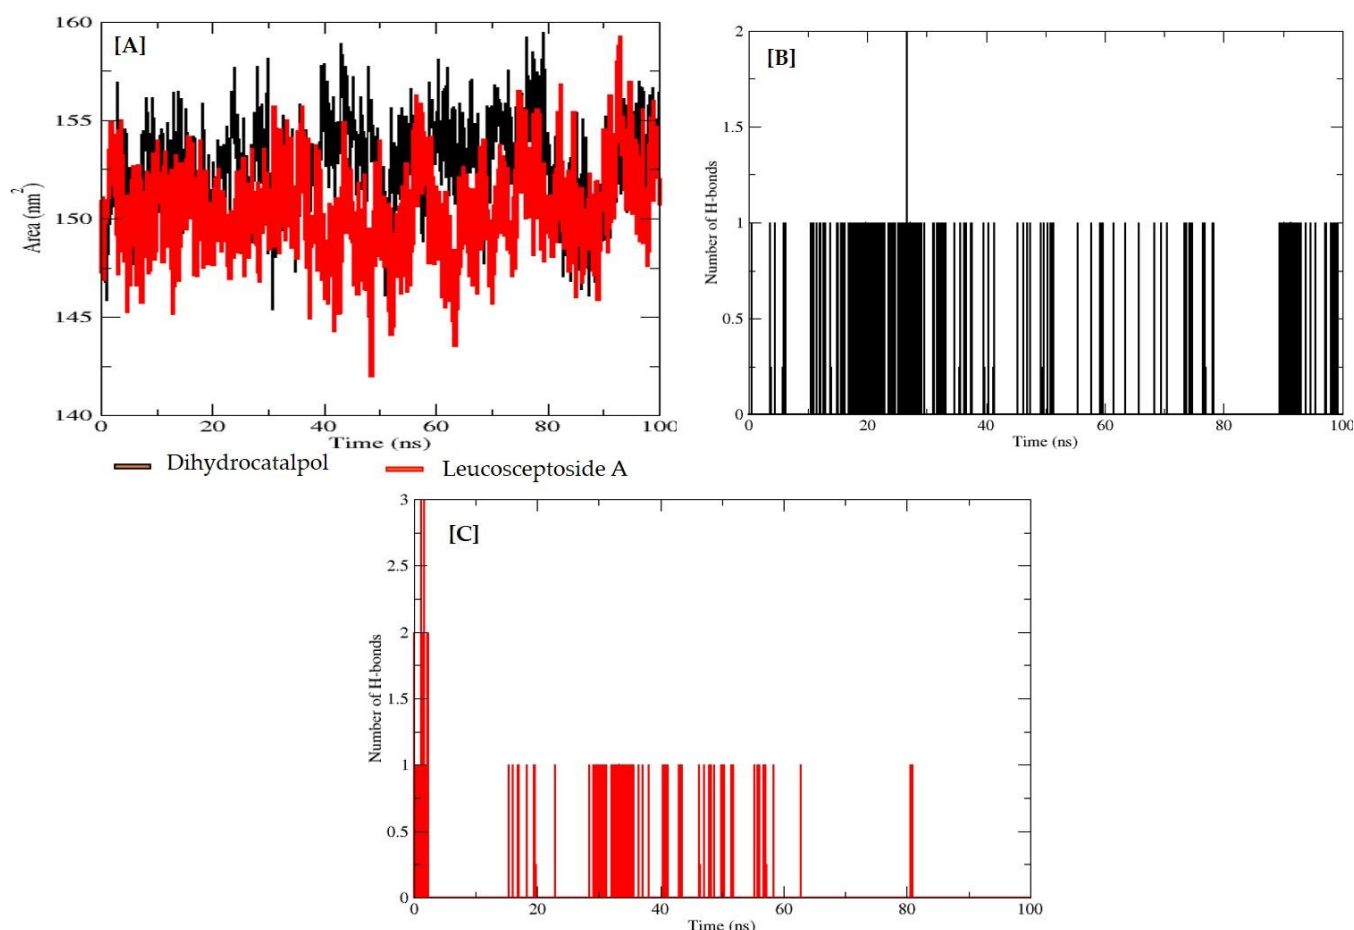 [A]
160
155
150
145
140
Area (nm2)
0 20 40 60 80 100
Time (ns)
Dihydrocatalpol Leucosceptoside A
[B]
2
1.5
1
0.5
0
Number of H-bonds
0 20 40 60 80 100
Time (ns)
[C]
3
2.5
2
1.5
1
0.5
0
Number of H-bonds
0 20 40 60 80 100
Time (ns)